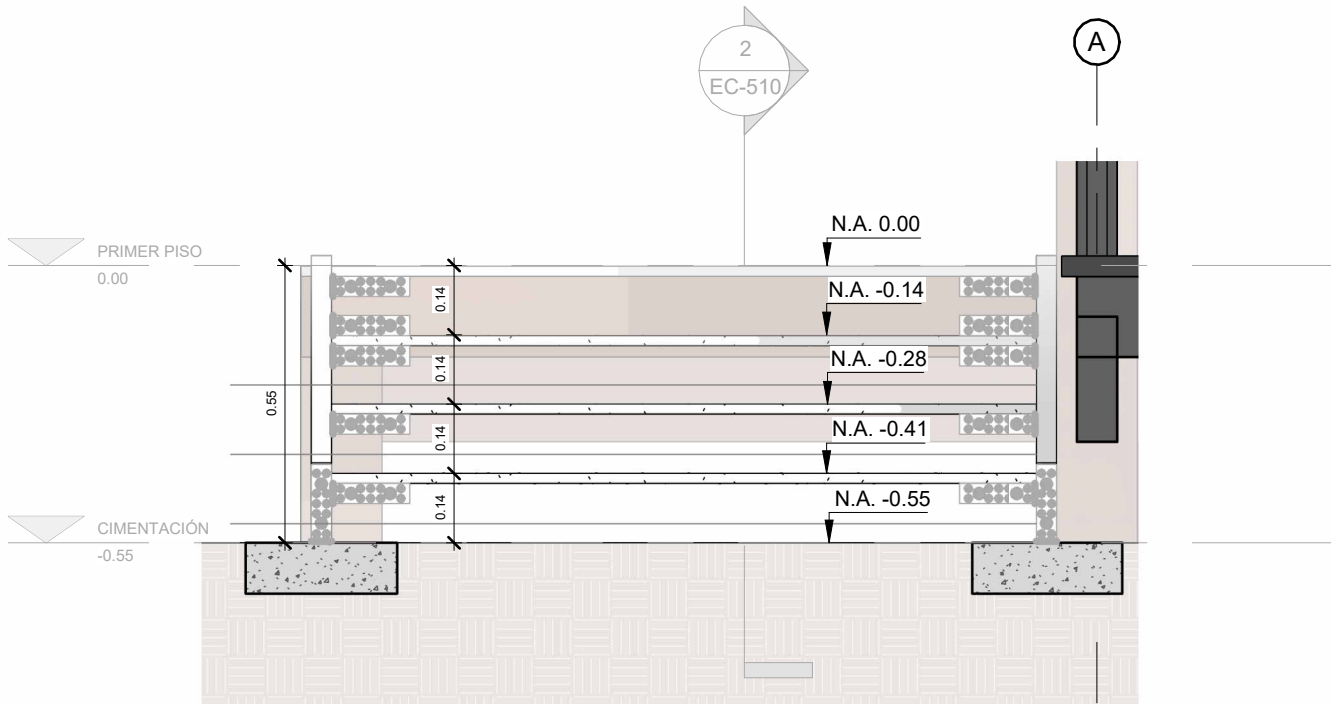 2
EC-510
A
PRIMER PISO
0.00
N.A. 0.00
0.14
N.A. -0.14
0.14
N.A. -0.28
0.55
0.14
N.A. -0.41
0.14
N.A. -0.55
CIMENTACIÓN
-0.55